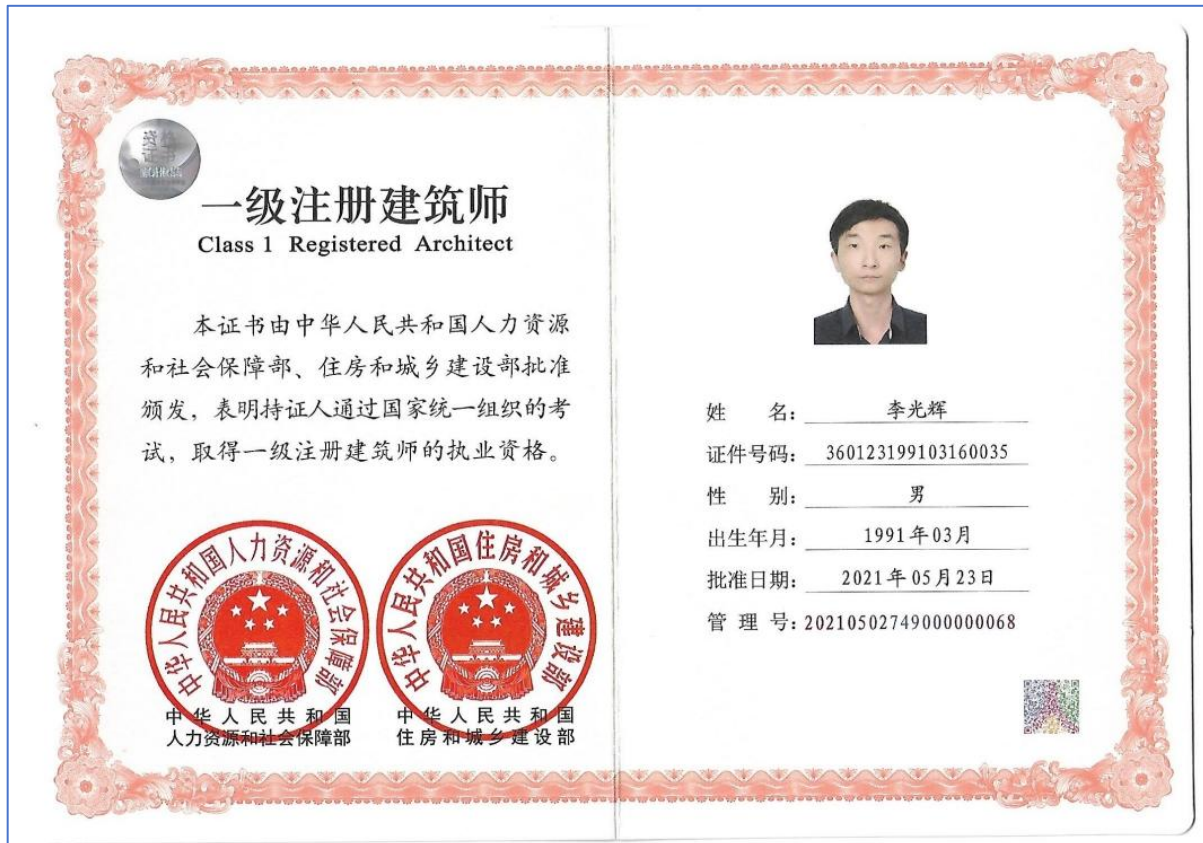 一级注册建筑师
Class 1 Registered Architect
本证书由中华人民共和国人力资源
和社会保障部、住房和城乡建设部批准
颁发，表明持证人通过国家统一组织的考
试，取得一级注册建筑师的执业资格。
中华人民共和国人力资源和社会保障部
中华人民共和国住房和城乡建设部
中华人民共和国
人力资源和社会保障部
中华人民共和国
住房和城乡建设部
姓 名：李光辉
证件号码：360123199103160035
性 别：男
出生年月：1991年03月
批准日期：2021年05月23日
管 理 号：20210502749000000068